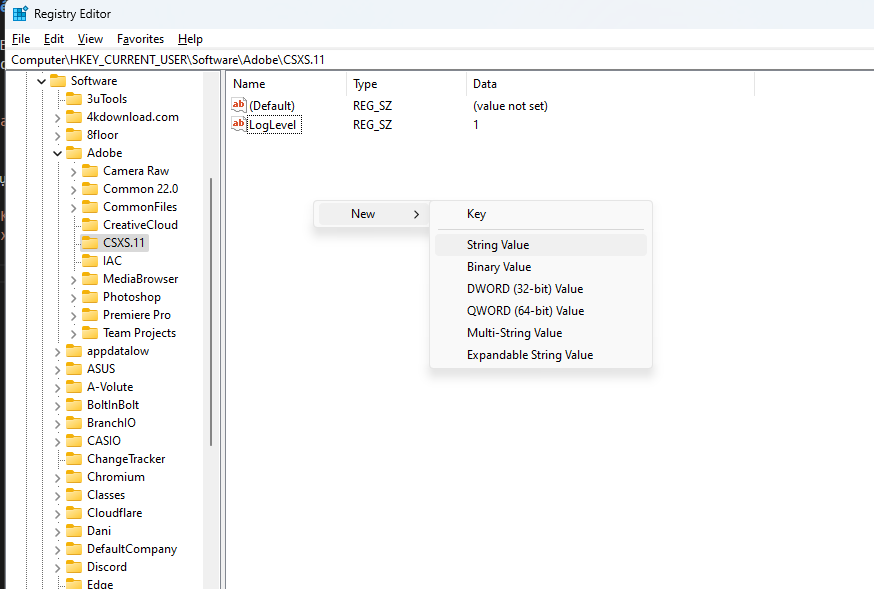 Registry Editor
File Edit View Favorites Help
Computer\HKEY_CURRENT_USER\Software\Adobe\CSXS.11
Software
3uTools
4kdownload.com
8floor
Adobe
Camera Raw
Common 22.0
CommonFiles
CreativeCloud
CSXS.11
IAC
MediaBrowser
Photoshop
Premiere Pro
Team Projects
appdatalow
ASUS
A-Volute
BoltInBolt
BranchIO
CASIO
ChangeTracker
Chromium
Classes
Cloudflare
Dani
DefaultCompany
Discord
Edge
Name Type Data
ab (Default) REG_SZ (value not set)
ab LogLevel REG_SZ 1
New
Key
String Value
Binary Value
DWORD (32-bit) Value
QWORD (64-bit) Value
Multi-String Value
Expandable String Value